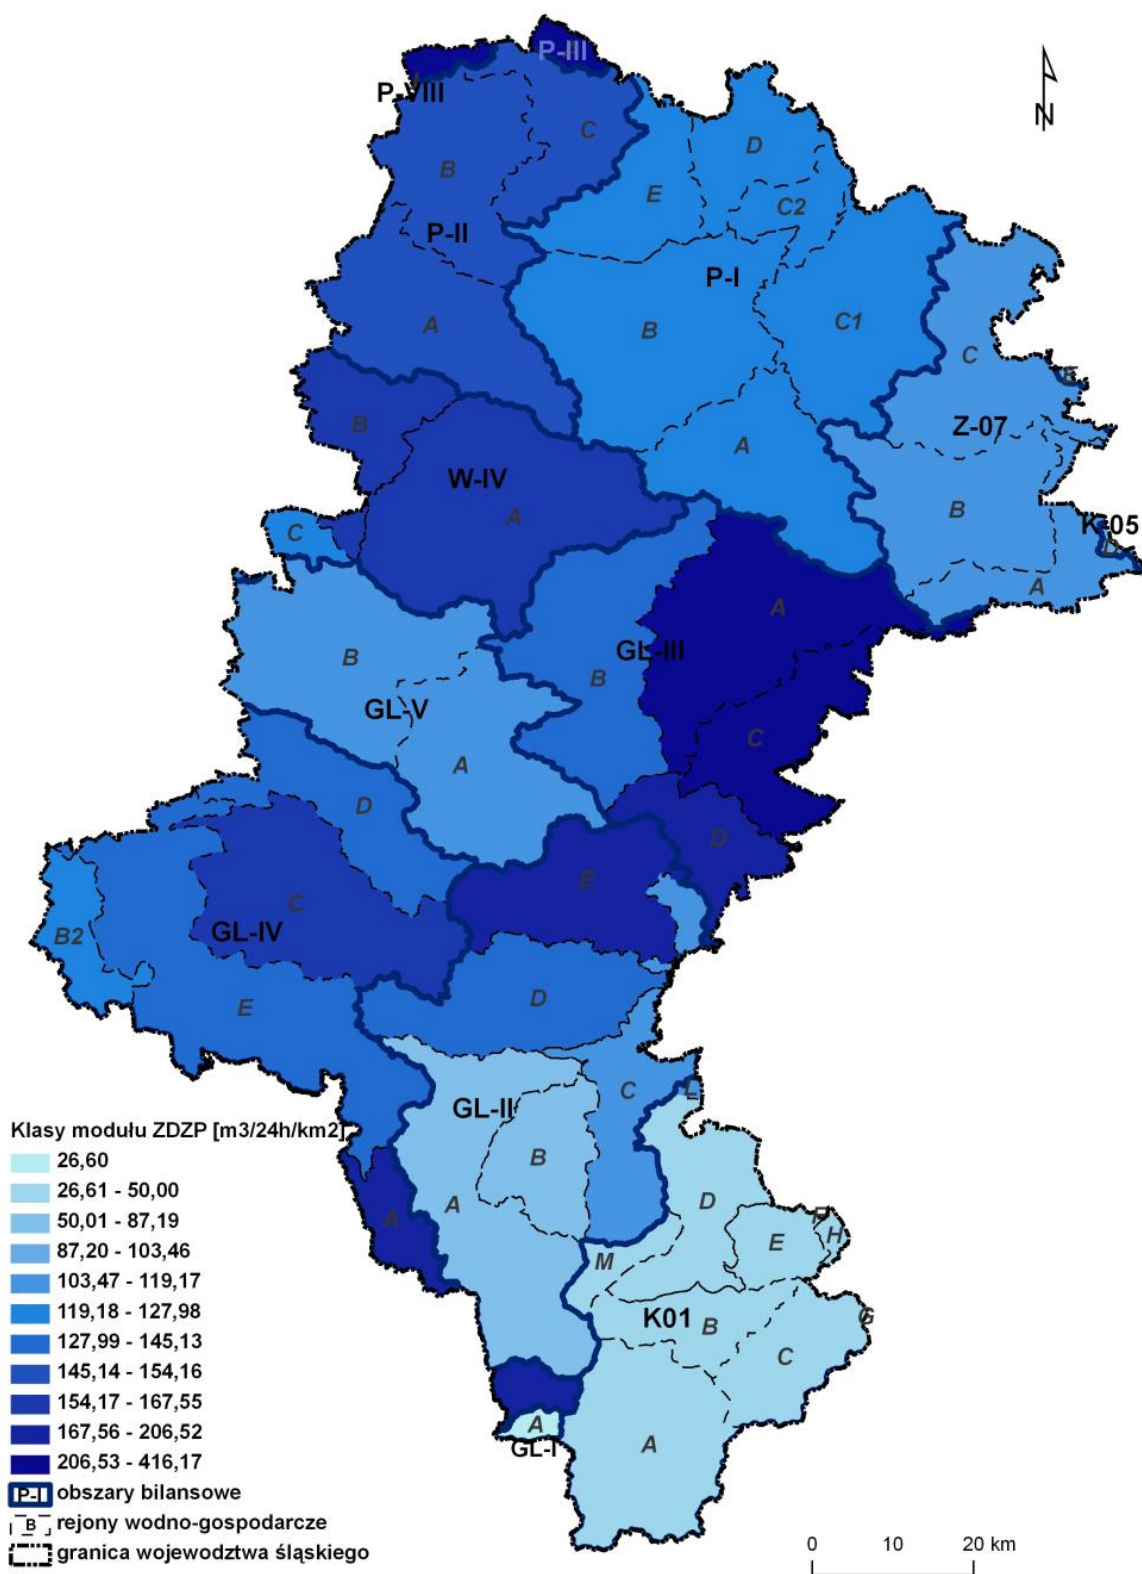 P-III
P-VIII
N
C
D
B
E
C2
P-II
P-I
A
B
C1
C
E
B
Z-07
A
W-IV
A
B
K-05
C
D
A
A
B
GL-III
B
GL-V
C
A
D
D
E
C
B2
GL-IV
D
E
C
L
GL-II
B
A
D
A
F
E
H
M
K01
B
G
C
A
GL-I
A
Klasy modułu ZDZP [m3/24h/km2]
26,60
26,61 - 50,00
50,01 - 87,19
87,20 - 103,46
103,47 - 119,17
119,18 - 127,98
127,99 - 145,13
145,14 - 154,16
154,17 - 167,55
167,56 - 206,52
206,53 - 416,17
P-I obszary bilansowe
B rejony wodno-gospodarcze
granica wojewodztwa śląskiego
0 10 20 km